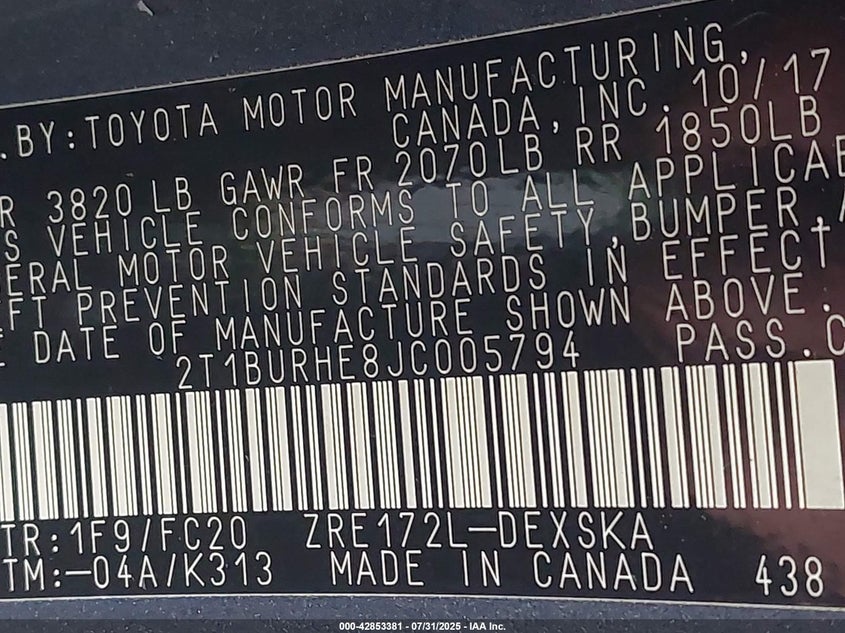 .BY:TOYOTA MOTOR MANUFACTURING,
CANADA, INC. 10/17
R 3820 LB GAWR FR 2070LB RR 1850LB
S VEHICLE CONFORMS TO ALL APPLICAB
ERAL MOTOR VEHICLE SAFETY, BUMPER, A
FT PREVENTION STANDARDS IN EFFECT
E DATE OF MANUFACTURE SHOWN ABOVE.
2T1BURHE8JC005794 PASS.C
TR:1F9/FC20 ZRE172L-DEXSKA
TM:-04A/K313 MADE IN CANADA 438
000-42853381 - 07/31/2025 - IAA Inc.